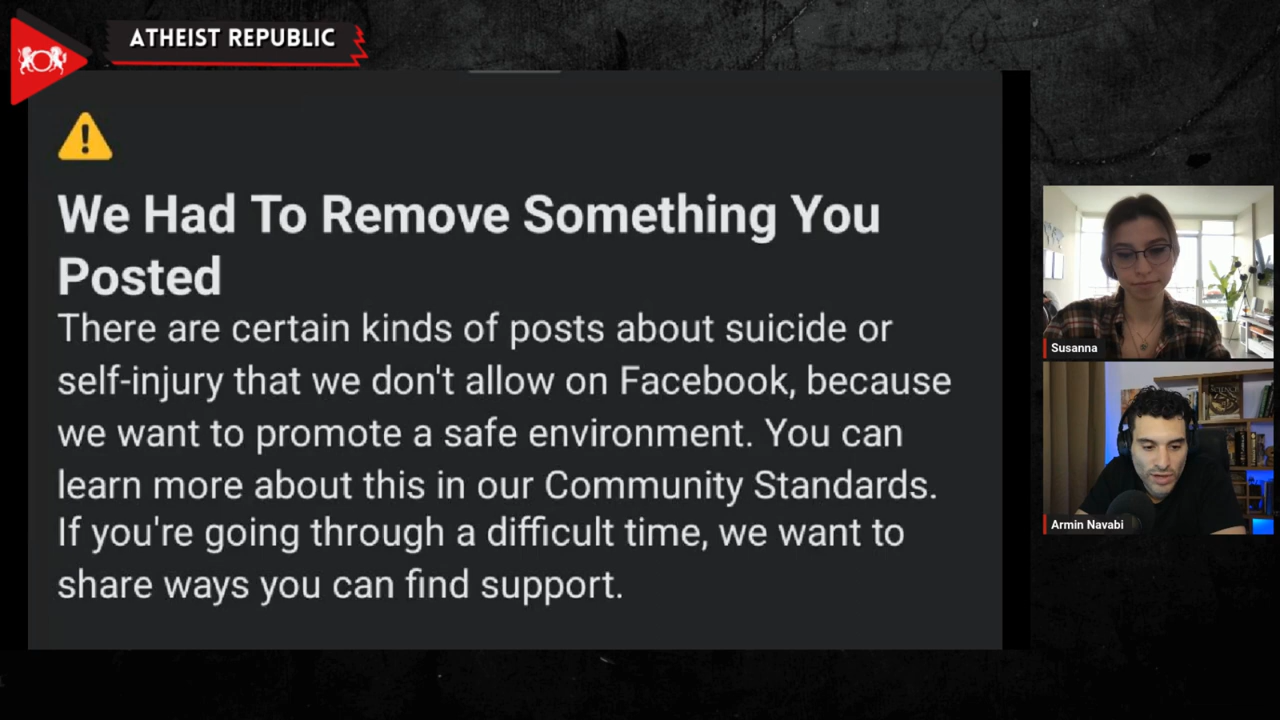 ATHEIST REPUBLIC
We Had To Remove Something You
Posted
There are certain kinds of posts about suicide or
self-injury that we don't allow on Facebook, because
we want to promote a safe environment. You can
learn more about this in our Community Standards.
If you're going through a difficult time, we want to
share ways you can find support.
Susanna
SCIENCE
Armin Navabi